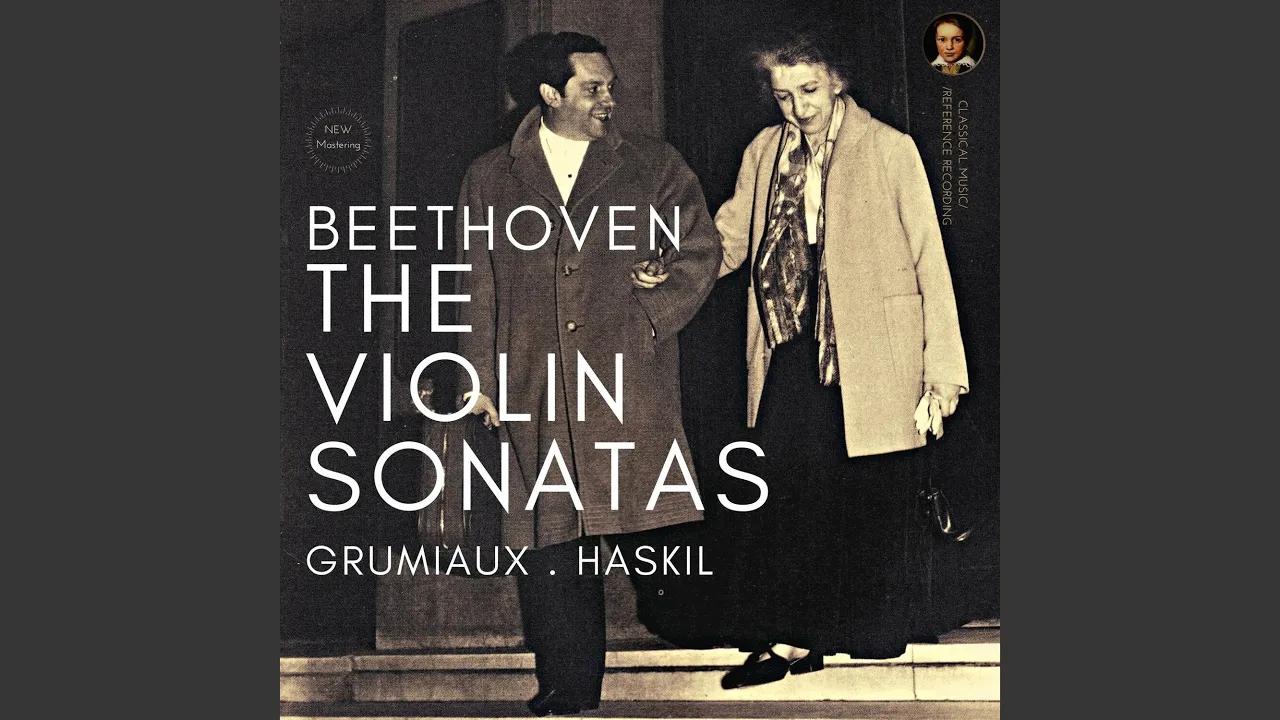 NEW
Mastering
CLASSICAL MUSIC/
/REFERENCE RECORDING
BEETHOVEN
THE
VIOLIN
SONATAS
GRUMIAUX . HASKIL